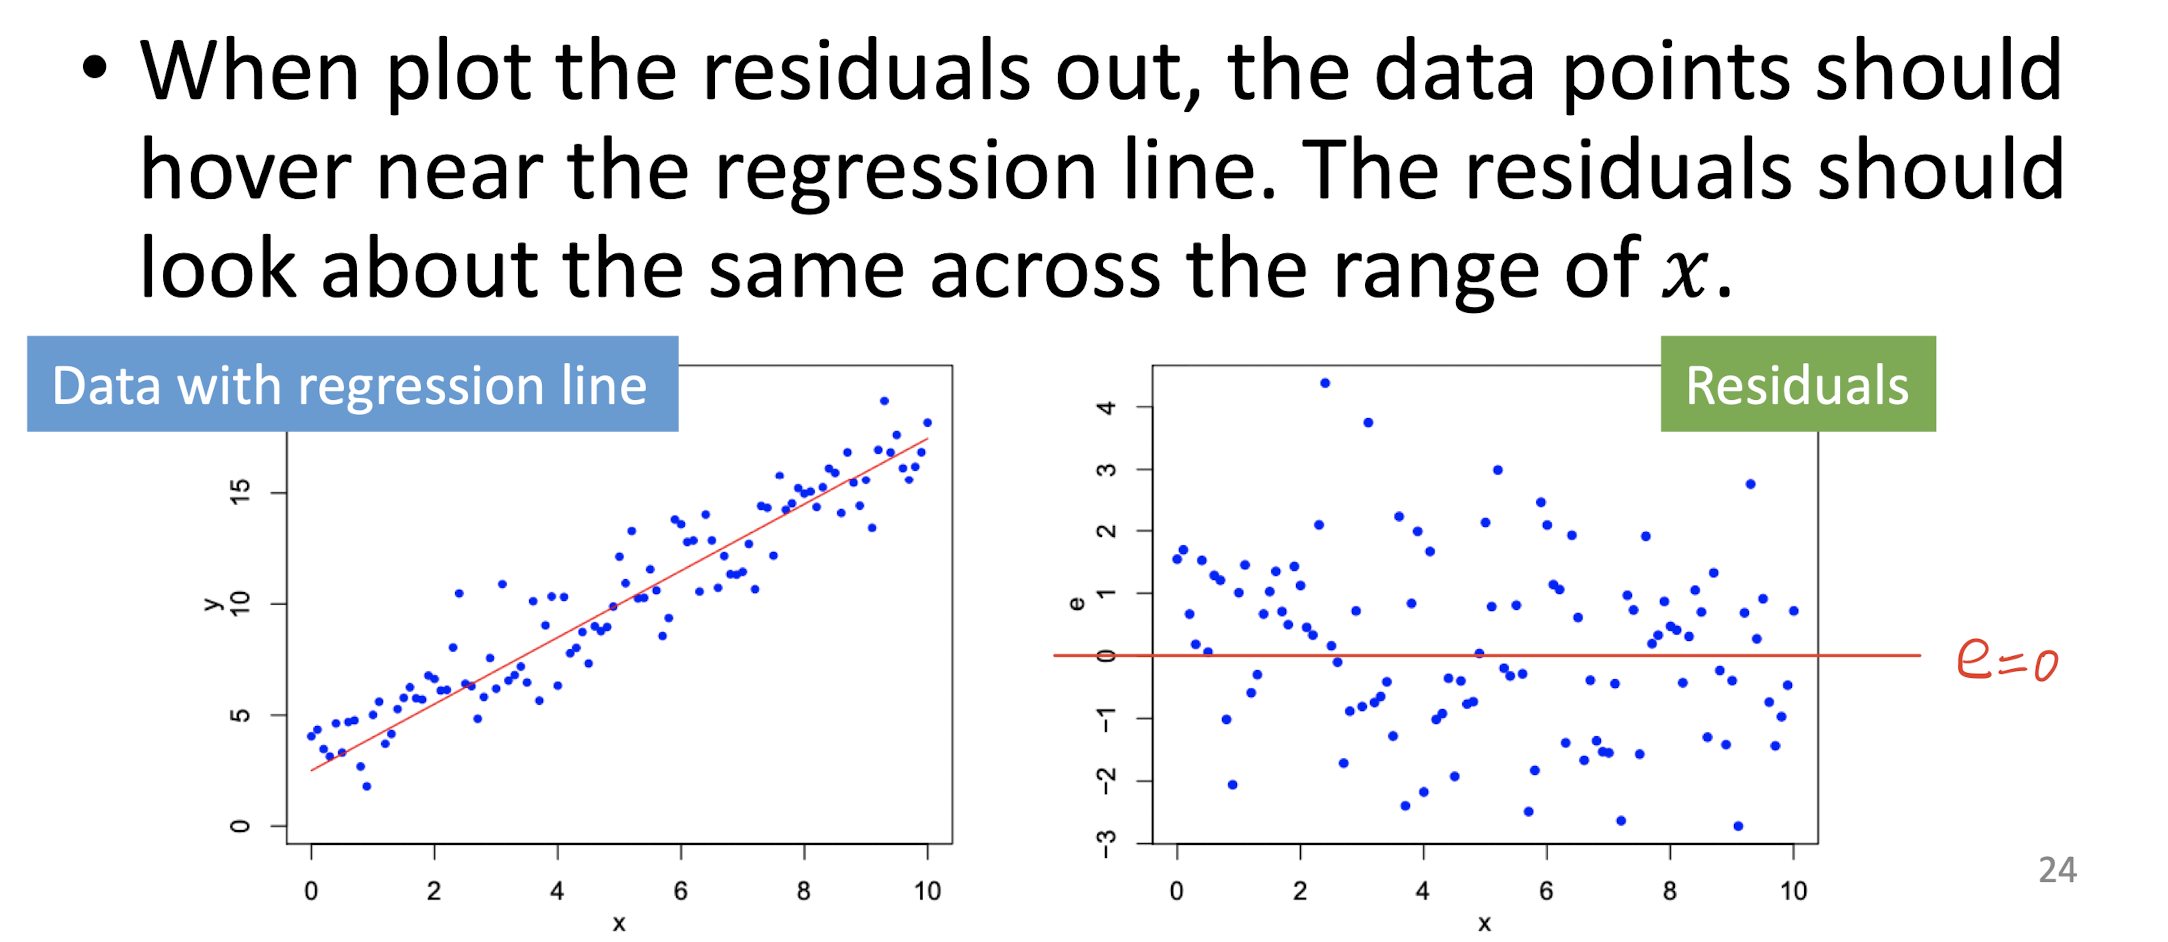 • When plot the residuals out, the data points should
hover near the regression line. The residuals should
look about the same across the range of x.
Data with regression line
y
0
5
10
15
0 2 4 6 8 10
x
Residuals
e
4
3
2
1
0
−1
−2
−3
0 2 4 6 8 10
x
e=0
24